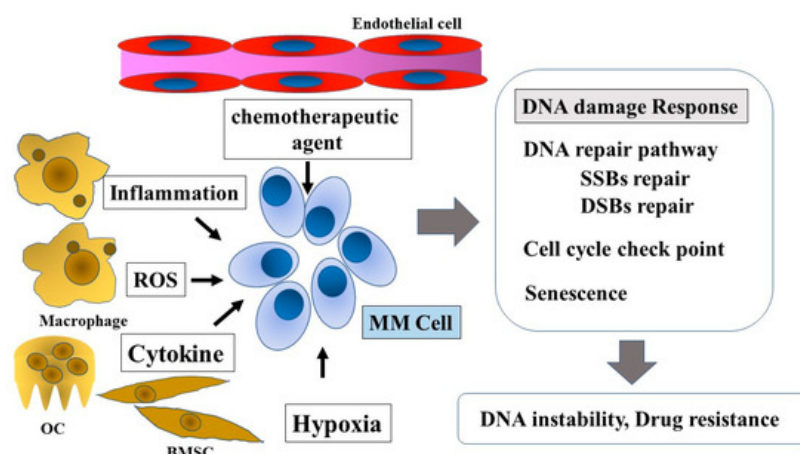 Endothelial cell
chemotherapeutic
agent
Inflammation
ROS
Macrophage
Cytokine
OC
BMSC
Hypoxia
MM Cell
DNA damage Response
DNA repair pathway
SSBs repair
DSBs repair
Cell cycle check point
Senescence
DNA instability, Drug resistance